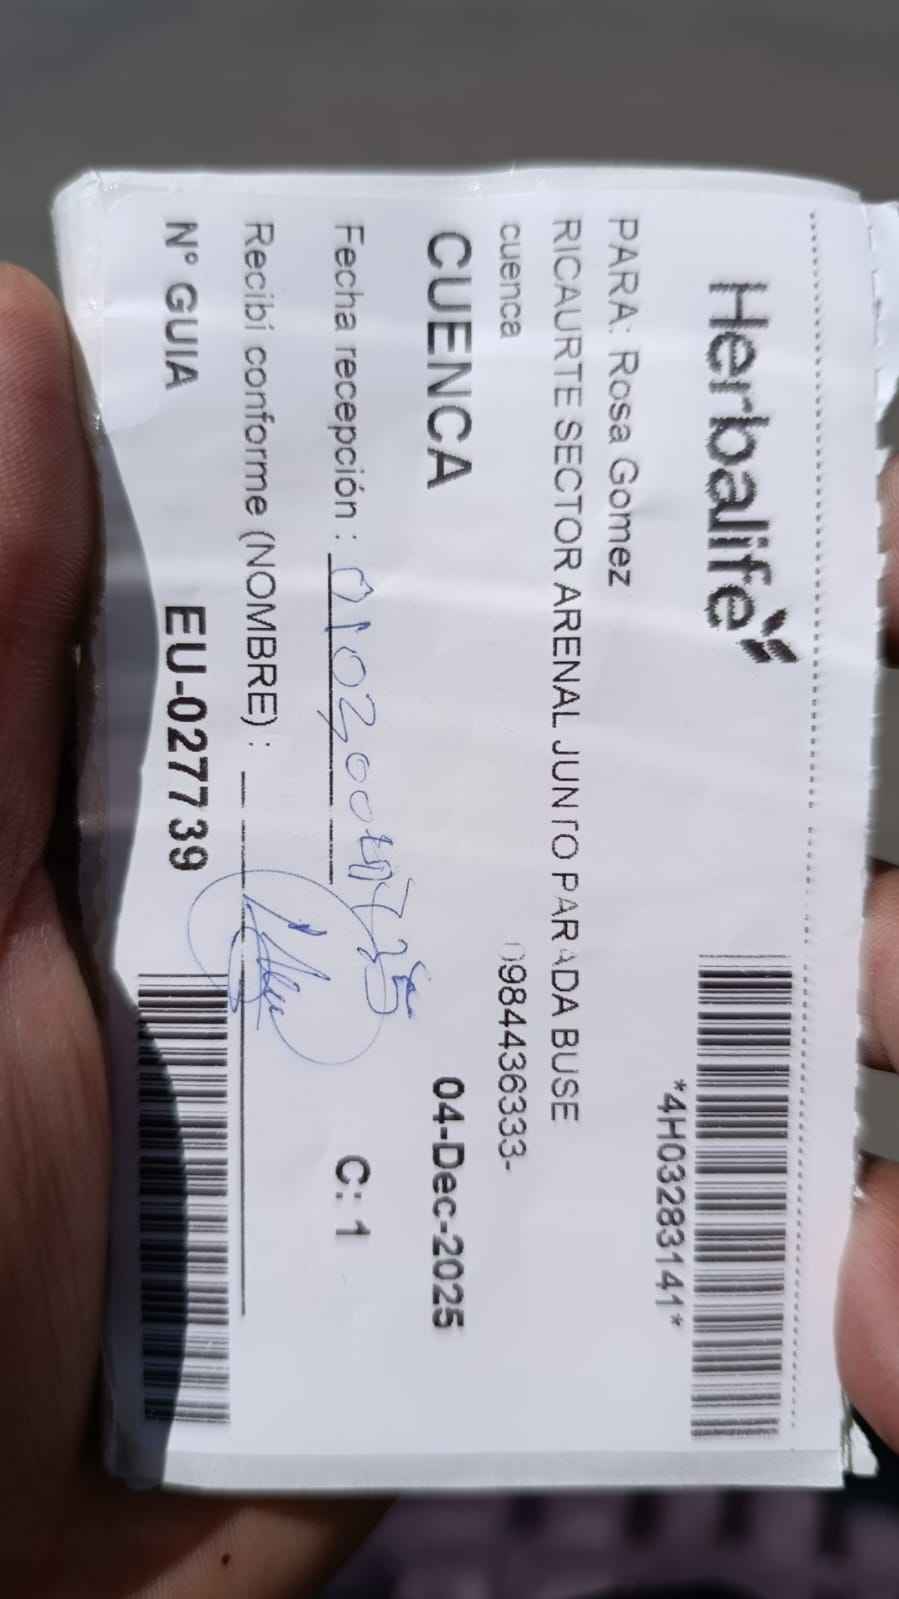 Herbalife
*4H03283141*
PARA: Rosa Gomez
RICAURTE SECTOR ARENAL JUNTO PARADA BUSE
cuenca 0984436333-
CUENCA 04-Dec-2025
Fecha recepción : C: 1
Recibí conforme (NOMBRE) :
N° GUIA EU-027739